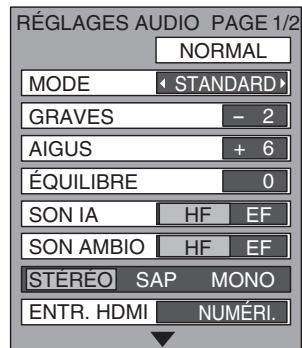 RÉGLAGES AUDIO PAGE 1/2
NORMAL
MODE STANDARD
GRAVES – 2
AIGUS + 6
ÉQUILIBRE 0
SON IA HF EF
SON AMBIO HF EF
STÉRÉO SAP MONO
ENTR. HDMI NUMÉRI.